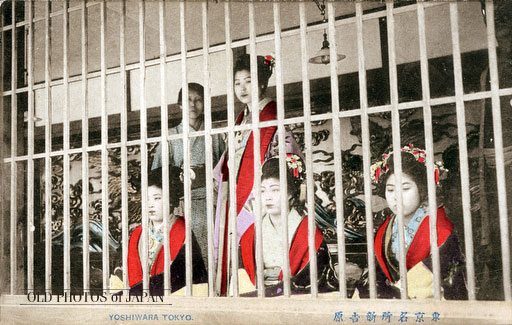 OLD PHOTOS of JAPAN
YOSHIWARA TOKYO.
東京名所新吉原